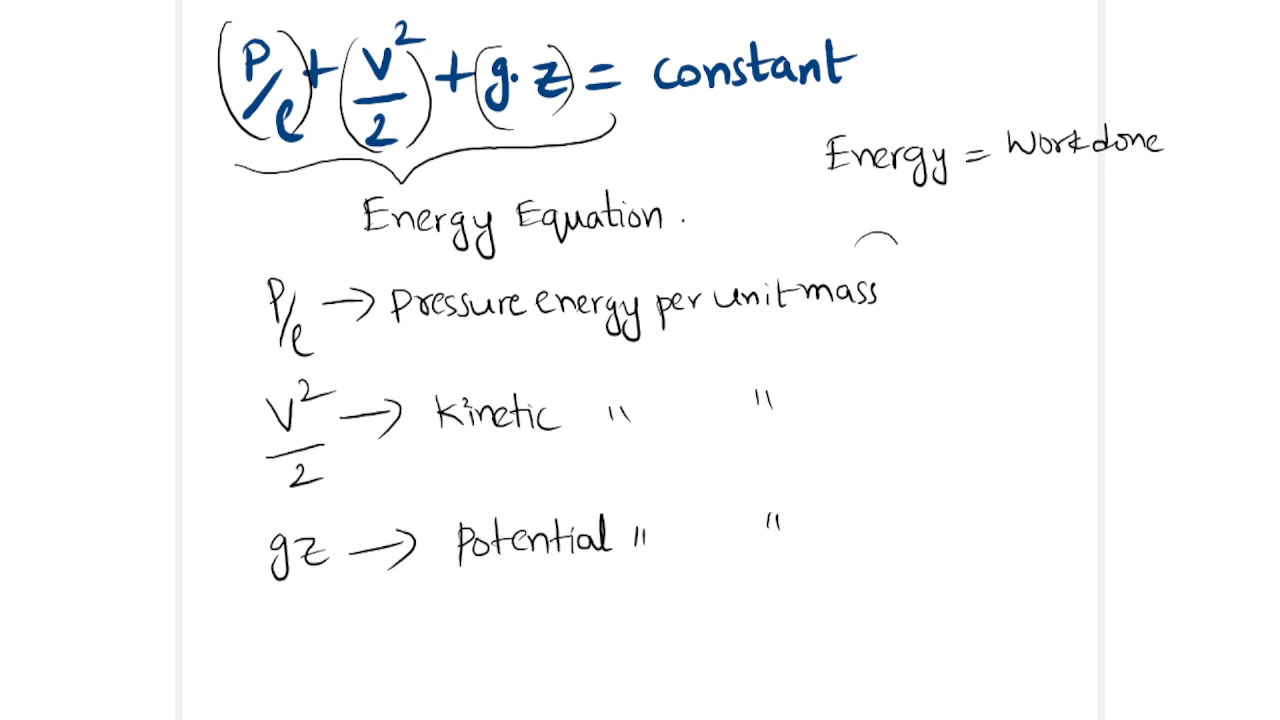 (P/ρ) + (V²/2) + (g. z) = constant
Energy = Workdone
Energy Equation.
P/ρ → Pressure energy per unit mass
V²/2 → Kinetic " "
gz → Potential " "